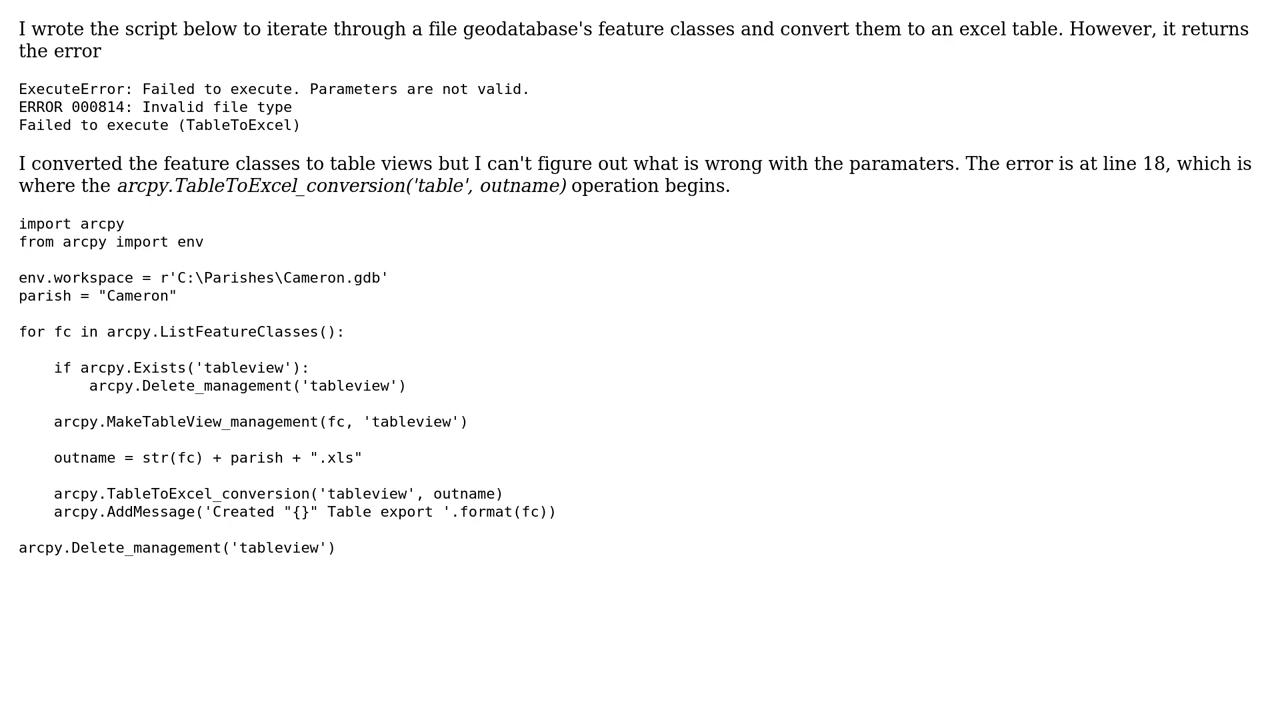 I wrote the script below to iterate through a file geodatabase's feature classes and convert them to an excel table. However, it returns
the error
ExecuteError: Failed to execute. Parameters are not valid.
ERROR 000814: Invalid file type
Failed to execute (TableToExcel)
I converted the feature classes to table views but I can't figure out what is wrong with the paramaters. The error is at line 18, which is
where the arcpy.TableToExcel_conversion('table', outname) operation begins.
import arcpy
from arcpy import env
env.workspace = r'C:\Parishes\Cameron.gdb'
parish = "Cameron"
for fc in arcpy.ListFeatureClasses():
    if arcpy.Exists('tableview'):
        arcpy.Delete_management('tableview')
    arcpy.MakeTableView_management(fc, 'tableview')
    outname = str(fc) + parish + ".xls"
    arcpy.TableToExcel_conversion('tableview', outname)
    arcpy.AddMessage('Created "{}" Table export '.format(fc))
arcpy.Delete_management('tableview')